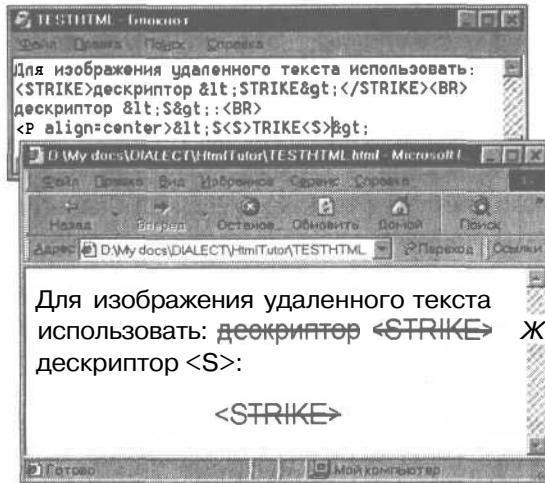 TESTHTML - Блокнот
Файл Правка Поиск Справка
Для изображения удаленного текста использовать:
<STRIKE>дескриптор &lt;STRIKE&gt;</STRIKE><BR>
дескриптор &lt;S&gt;:<BR>
<P align=center>&lt;S<S>TRIKE<S>&gt;
D:\My docs\DIALECT\HtmlTutor\TESTHTML.html - Microsoft I
Файл Правка Вид Избранное Сервис Справка
Назад Вперед Останов. Обновить Домой Поиск
Адрес D:\My docs\DIALECT\HtmlTutor\TESTHTML Переход Ссылки
Для изображения удаленного текста
использовать: деокриптор <STRIKE> Ж
дескриптор <S>:
<STRIKE>
Готово Мой компьютер